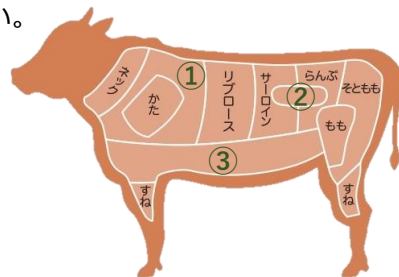 い。
ネック
かた
①
リブロース
サーロイン
②
らんぷ
そともも
もも
③
すね
すね